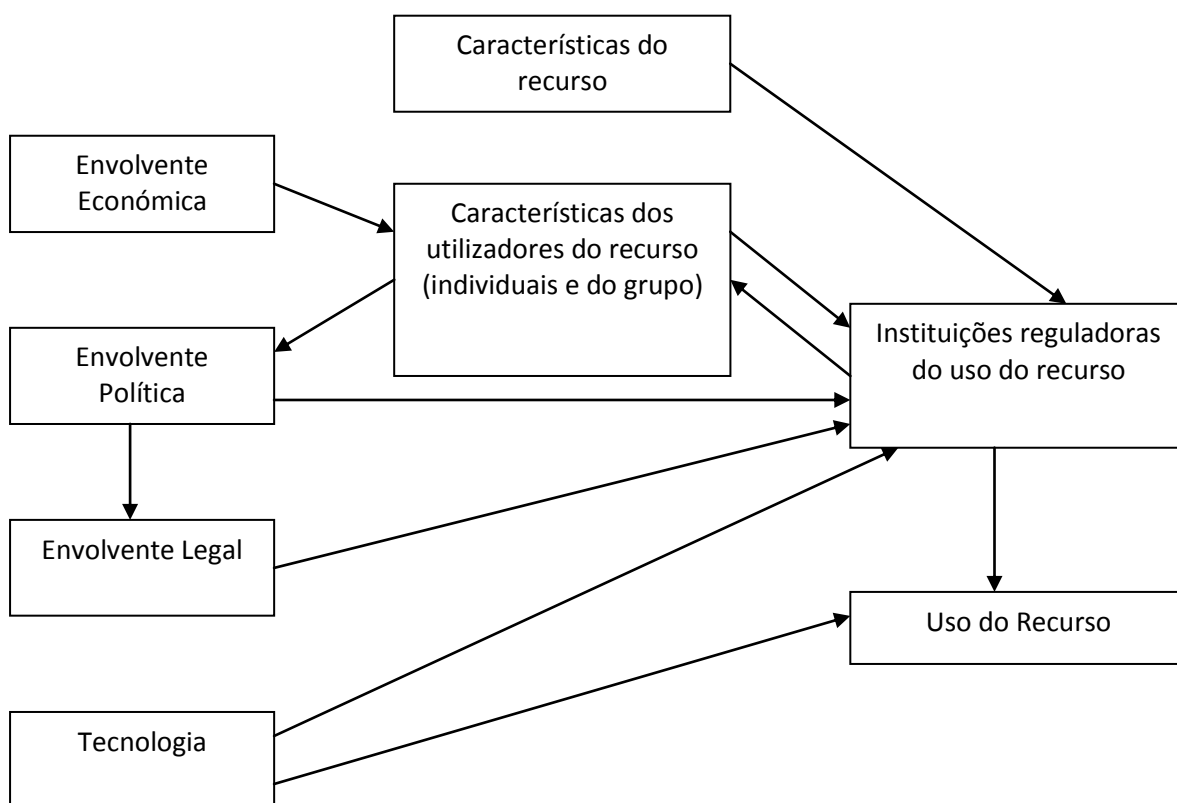 Características do
recurso
Envolvente
Económica
Características dos
utilizadores do recurso
(individuais e do grupo)
Instituições reguladoras
do uso do recurso
Envolvente
Política
Envolvente Legal
Uso do Recurso
Tecnologia